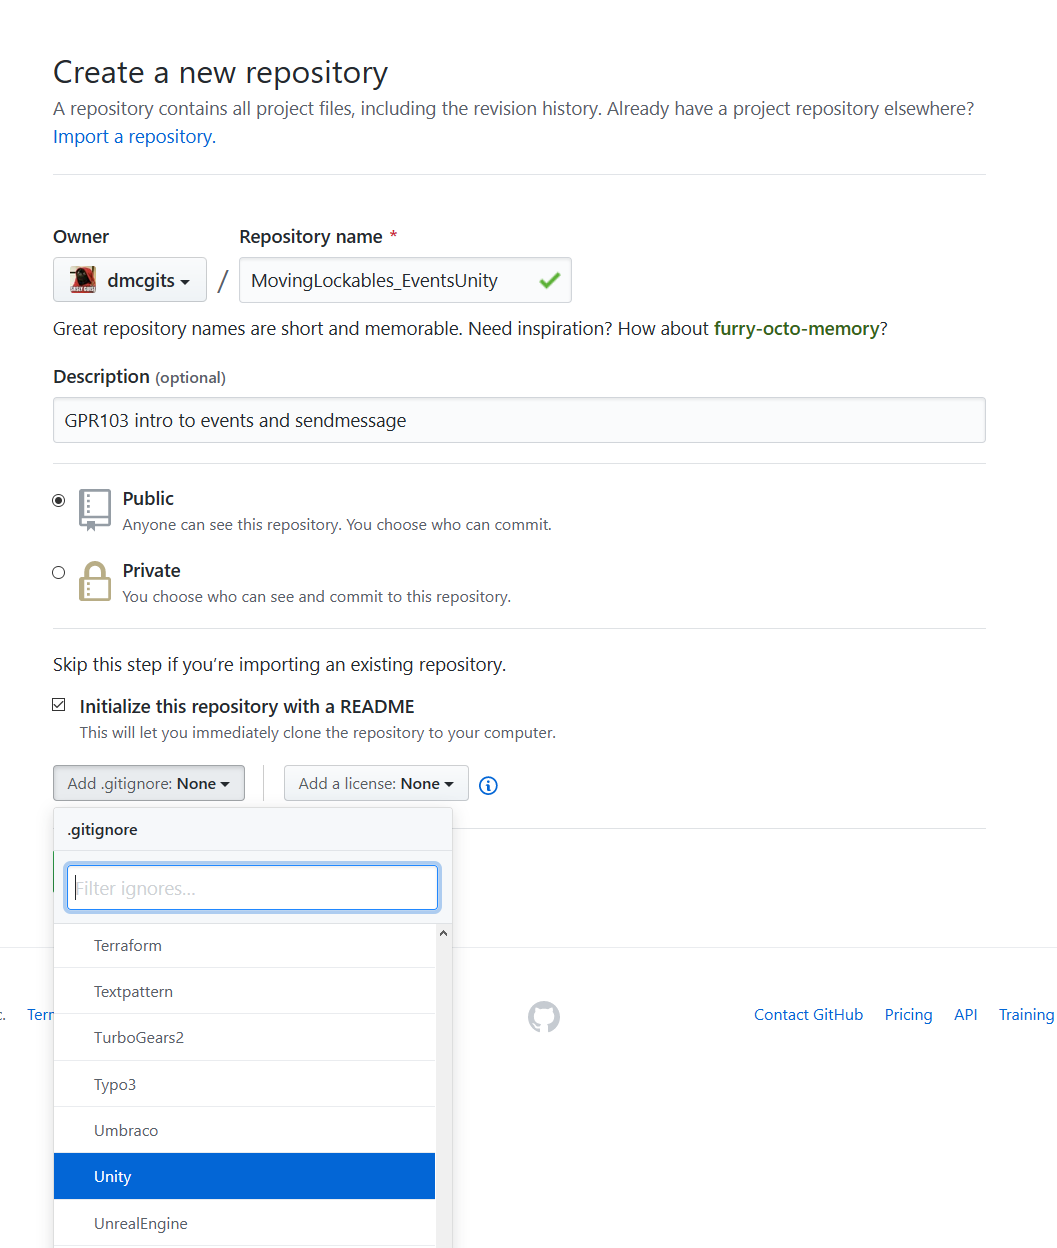 Create a new repository
A repository contains all project files, including the revision history. Already have a project repository elsewhere?
Import a repository.
Owner
Repository name *
dmcgits / MovingLockables_EventsUnity
Great repository names are short and memorable. Need inspiration? How about furry-octo-memory?
Description (optional)
GPR103 intro to events and sendmessage
Public
Anyone can see this repository. You choose who can commit.
Private
You choose who can see and commit to this repository.
Skip this step if you’re importing an existing repository.
Initialize this repository with a README
This will let you immediately clone the repository to your computer.
Add .gitignore: None
Add a license: None
.gitignore
Filter ignores...
Terraform
Textpattern
TurboGears2
Typo3
Umbraco
Unity
UnrealEngine
Contact GitHub
Pricing
API
Training